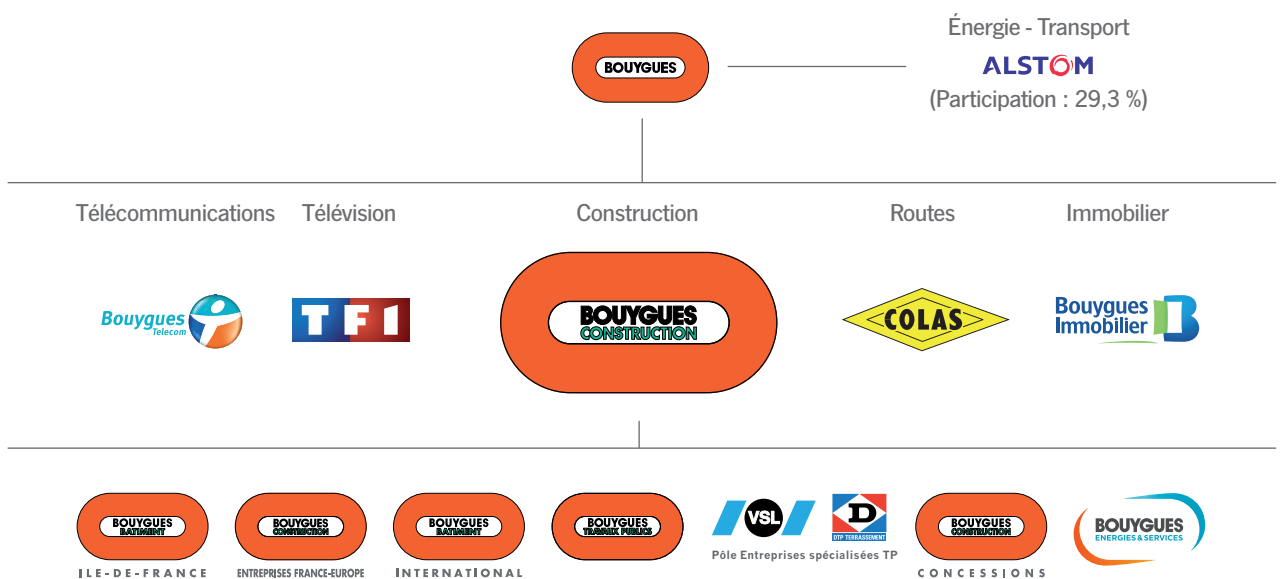 BOUYGUES
Énergie - Transport
ALSTOM
(Participation : 29,3 %)
Télécommunications
Télévision
Construction
Routes
Immobilier
Bouygues
Telecom
TF1
BOUYGUES
CONSTRUCTION
COLAS
Bouygues
Immobilier
BOUYGUES
BATIMENT
ILE-DE-FRANCE
BOUYGUES
CONSTRUCTION
ENTREPRISES FRANCE-EUROPE
BOUYGUES
BATIMENT
INTERNATIONAL
BOUYGUES
TRAVAUX PUBLICS
VSL
D
DTP TERRASSEMENT
Pôle Entreprises spécialisées TP
BOUYGUES
CONSTRUCTION
CONCESSIONS
BOUYGUES
ENERGIES & SERVICES